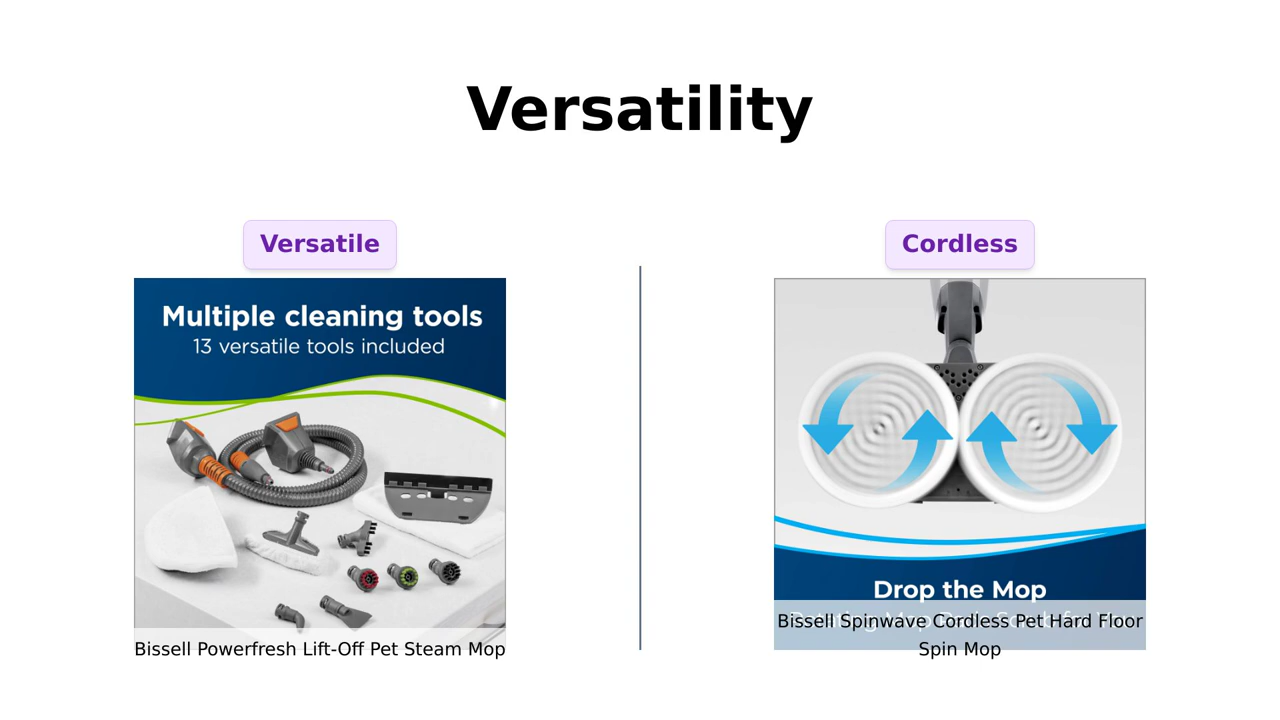 Versatility
Versatile
Multiple cleaning tools
13 versatile tools included
Bissell Powerfresh Lift-Off Pet Steam Mop
Cordless
Drop the Mop
Bissell Spinwave Cordless Pet Hard Floor
Spin Mop